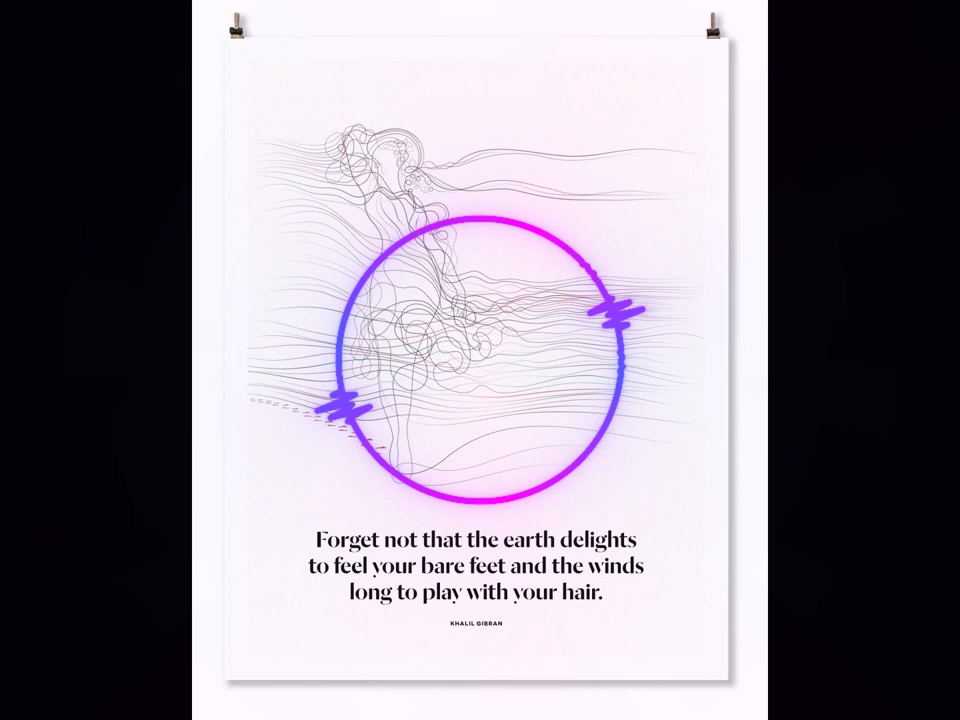 Forget not that the earth delights
to feel your bare feet and the winds
long to play with your hair.
KHALIL GIBRAN